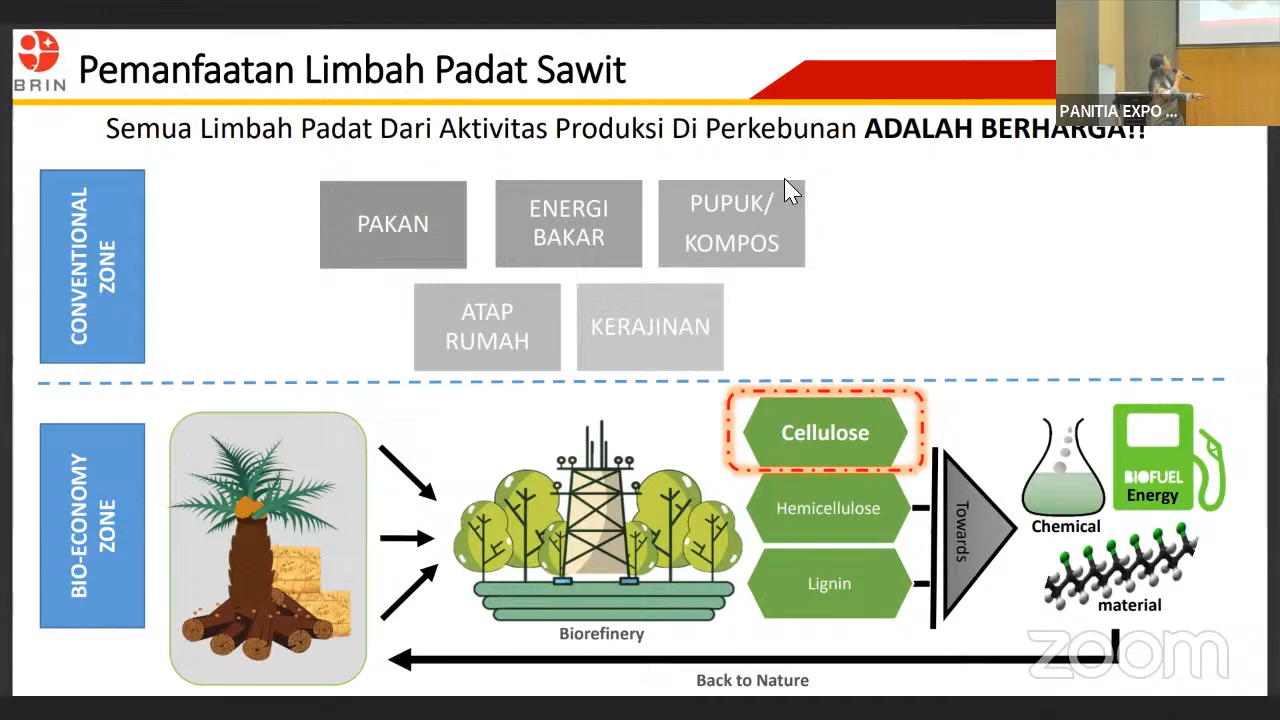 BRIN
Pemanfaatan Limbah Padat Sawit
PANITIA EXPO ...
Semua Limbah Padat Dari Aktivitas Produksi Di Perkebunan ADALAH BERHARGA!!
CONVENTIONAL
ZONE
PAKAN
ENERGI
BAKAR
PUPUK/
KOMPOS
ATAP
RUMAH
KERAJINAN
BIO-ECONOMY
ZONE
Biorefinery
Cellulose
Hemicellulose
Lignin
Towards
Chemical
BIOFUEL
Energy
material
zoom
Back to Nature